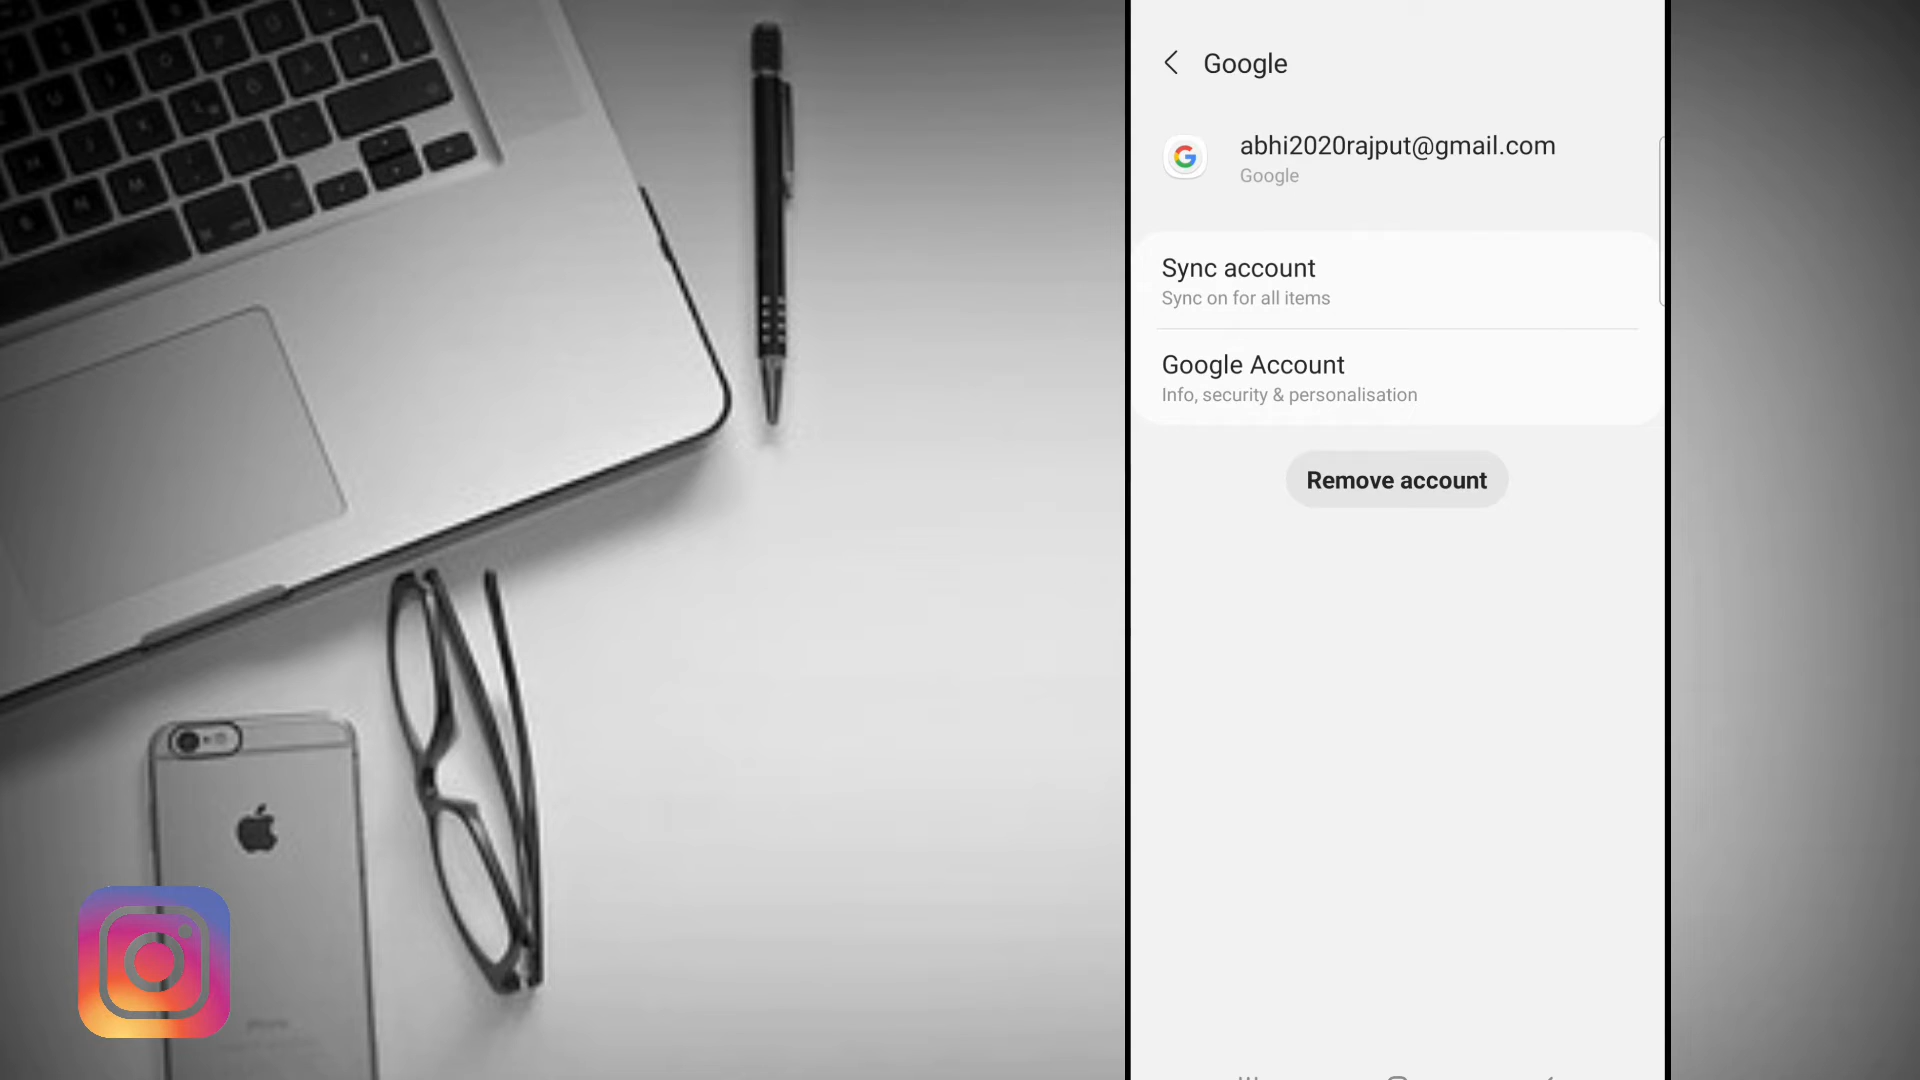 Google
abhi2020rajput@gmail.com
Google
Sync account
Sync on for all items
Google Account
Info, security & personalisation
Remove account